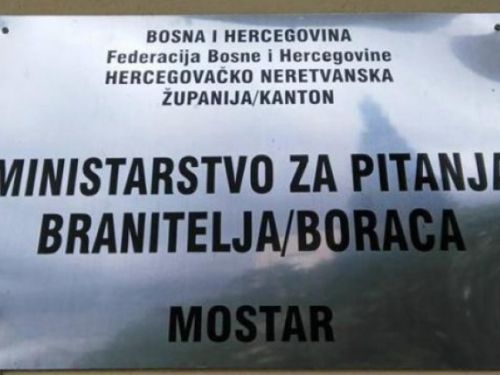 BOSNA I HERCEGOVINA
Federacija Bosne i Hercegovine
HERCEGOVAČKO NERETVANSKA
ŽUPANIJA/KANTON
MINISTARSTVO ZA PITANJA
BRANITELJA/BORACA
MOSTAR